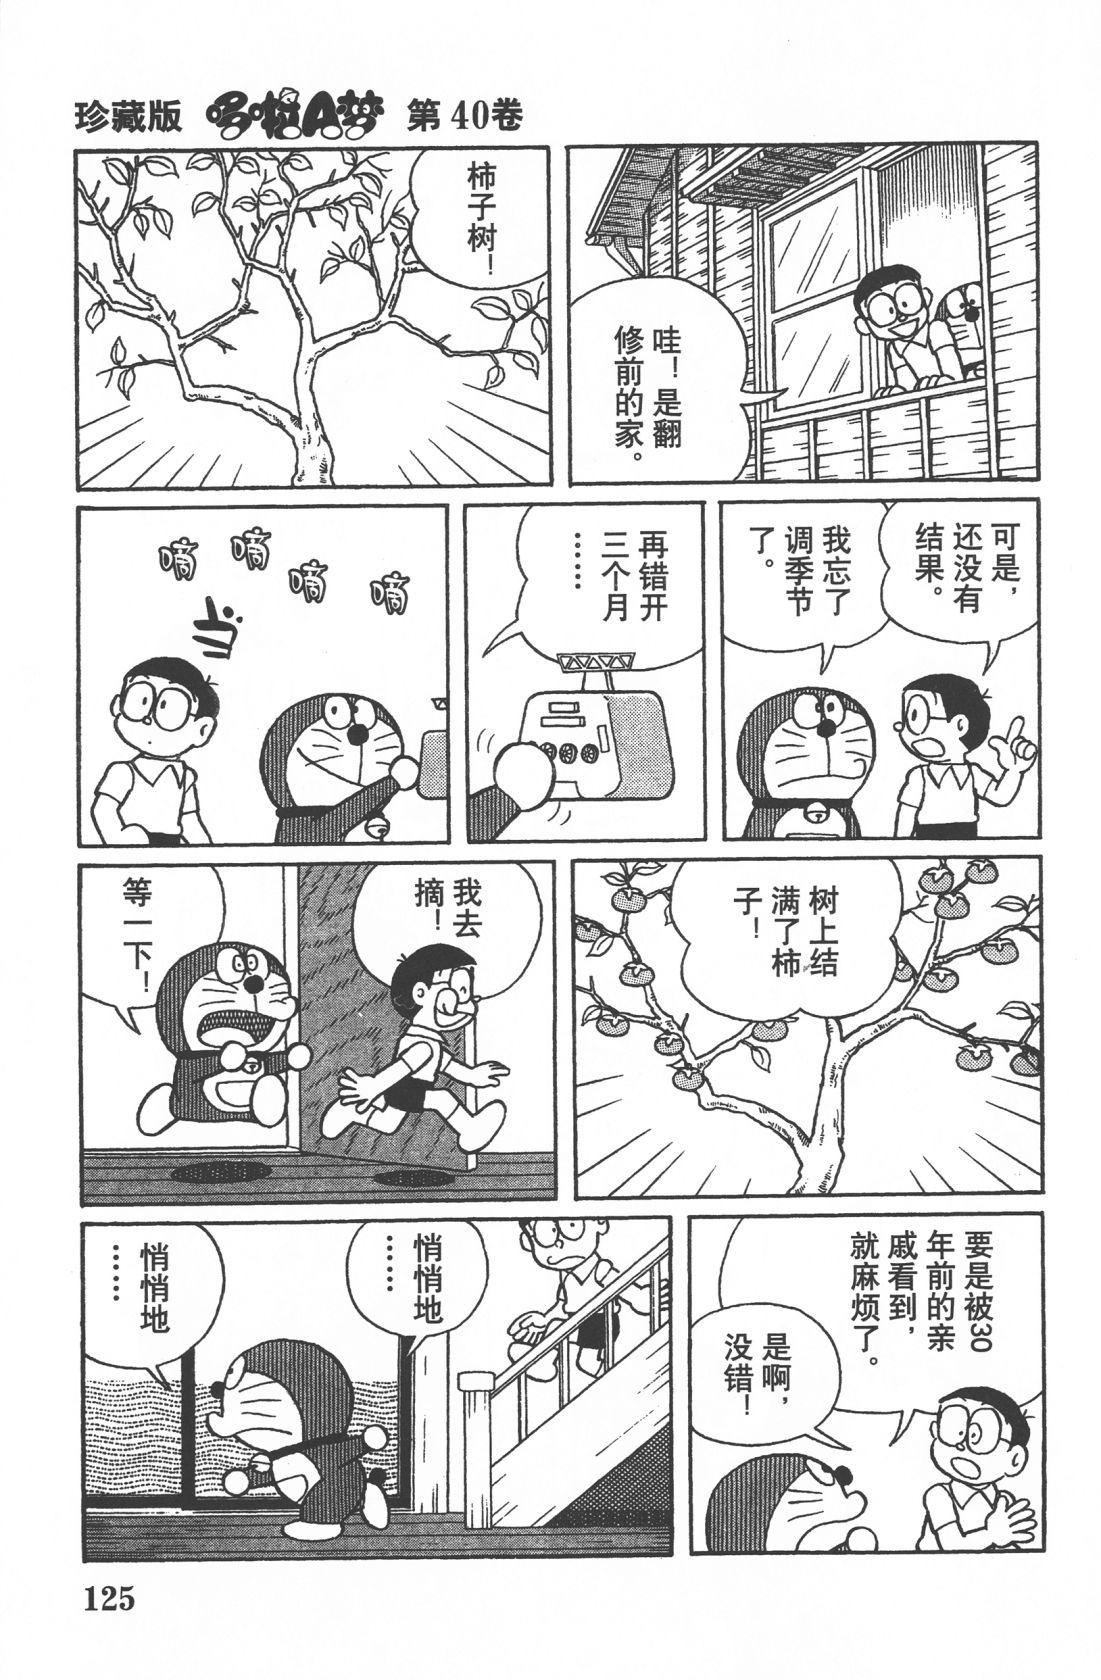 珍藏版 哆啦A梦 第40卷
哇！是翻
修前的家。
柿子树！
可是，
还没有
结果。
我忘了
调季节
了。
再错开
三个月
……
嘀
嘀
嘀
嘀
树上结
满了柿
子！
我去
摘！
等一下！
要是被30
年前的亲
戚看到，
就麻烦了。
是啊，
没错！
悄悄地
……
悄悄地
……
125